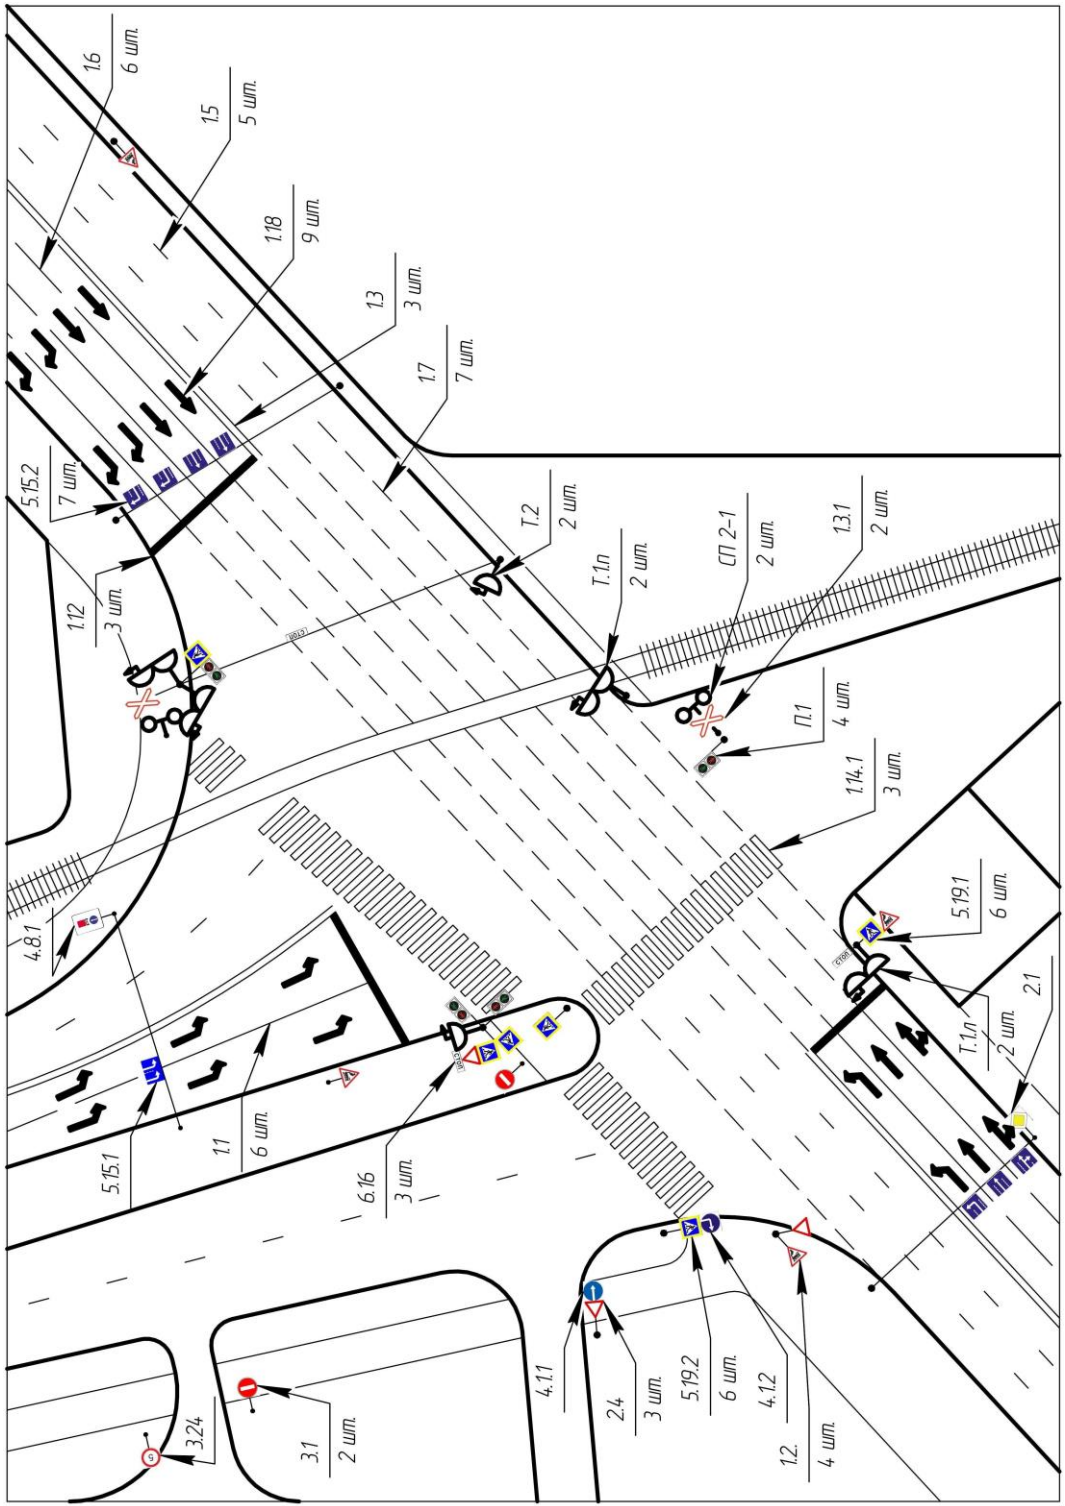 1.6
6 шт.
1.5
5 шт.
1.18
9 шт.
1.3
3 шт.
1.7
7 шт.
5.15.2
7 шт.
1.12
3 шт.
Т.2
2 шт.
Т.1.п
2 шт.
СП 2-1
2 шт.
1.3.1
2 шт.
П.1
4 шт.
1.14.1
3 шт.
СТОП
4.8.1
5.19.1
6 шт.
СТОП
Т.1.л
2 шт.
2.1
5.15.1
1.1
6 шт.
СТОП
6.16
3 шт.
4.1.1
2.4
3 шт.
5.19.2
6 шт.
4.1.2
1.2.
4 шт.
5
3.24
3.1
2 шт.